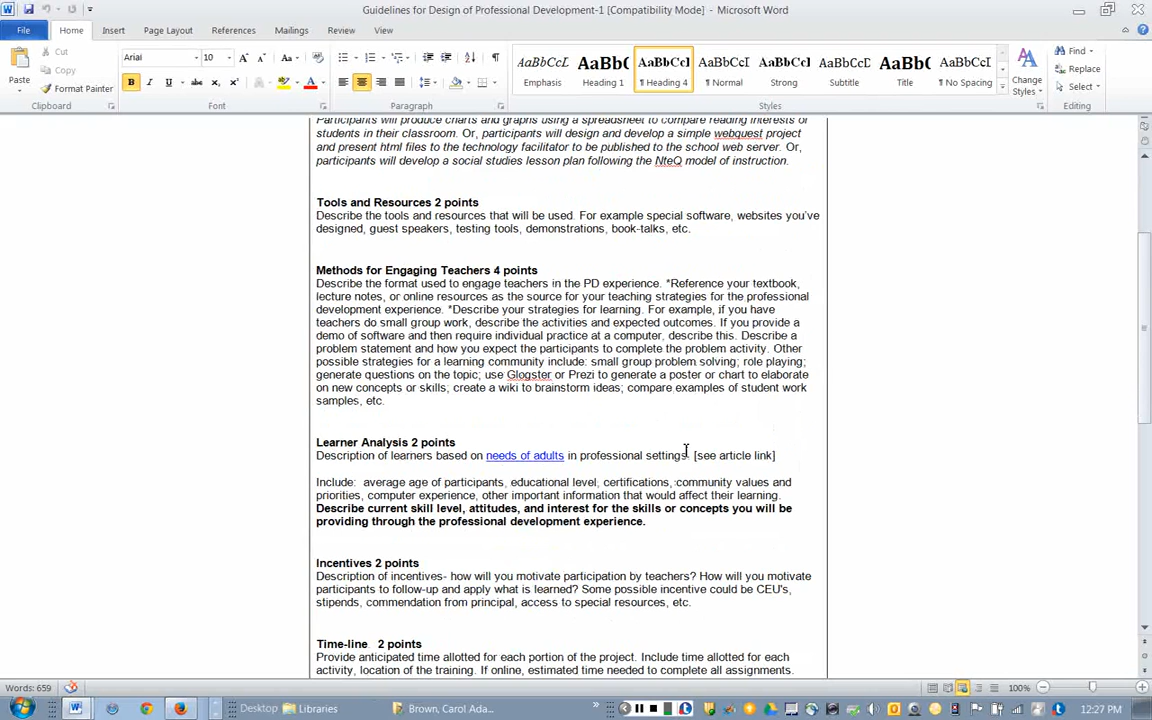 Guidelines for Design of Professional Development-1 [Compatibility Mode] - Microsoft Word
File Home Insert Page Layout References Mailings Review View
Paste
Cut
Copy
Format Painter
Clipboard
Arial 10
Font
Paragraph
AaBbCcL AaBb( AaBbCcI AaBbCcI AaBbCcI AaBbCcI AaBb( AaBbCcI
Emphasis Heading 1 ¶ Heading 4 ¶ Normal Strong Subtitle Title ¶ No Spacing
Styles
Change Styles
Find
Replace
Select
Editing
Participants will produce charts and graphs using a spreadsheet to compare reading interests of
students in their classroom. Or, participants will design and develop a simple webquest project
and present html files to the technology facilitator to be published to the school web server. Or,
participants will develop a social studies lesson plan following the NteQ model of instruction.
Tools and Resources 2 points
Describe the tools and resources that will be used. For example special software, websites you've
designed, guest speakers, testing tools, demonstrations, book-talks, etc.
Methods for Engaging Teachers 4 points
Describe the format used to engage teachers in the PD experience. *Reference your textbook,
lecture notes, or online resources as the source for your teaching strategies for the professional
development experience. *Describe your strategies for learning. For example, if you have
teachers do small group work, describe the activities and expected outcomes. If you provide a
demo of software and then require individual practice at a computer, describe this. Describe a
problem statement and how you expect the participants to complete the problem activity. Other
possible strategies for a learning community include: small group problem solving; role playing;
generate questions on the topic; use Glogster or Prezi to generate a poster or chart to elaborate
on new concepts or skills; create a wiki to brainstorm ideas; compare examples of student work
samples, etc.
Learner Analysis 2 points
Description of learners based on needs of adults in professional settings. [see article link]
Include: average age of participants, educational level, certifications, community values and
priorities, computer experience, other important information that would affect their learning.
Describe current skill level, attitudes, and interest for the skills or concepts you will be
providing through the professional development experience.
Incentives 2 points
Description of incentives- how will you motivate participation by teachers? How will you motivate
participants to follow-up and apply what is learned? Some possible incentive could be CEU's,
stipends, commendation from principal, access to special resources, etc.
Time-line 2 points
Provide anticipated time allotted for each portion of the project. Include time allotted for each
activity, location of the training. If online, estimated time needed to complete all assignments.
Words: 659
100%
Desktop Libraries Brown, Carol Ada... 12:27 PM